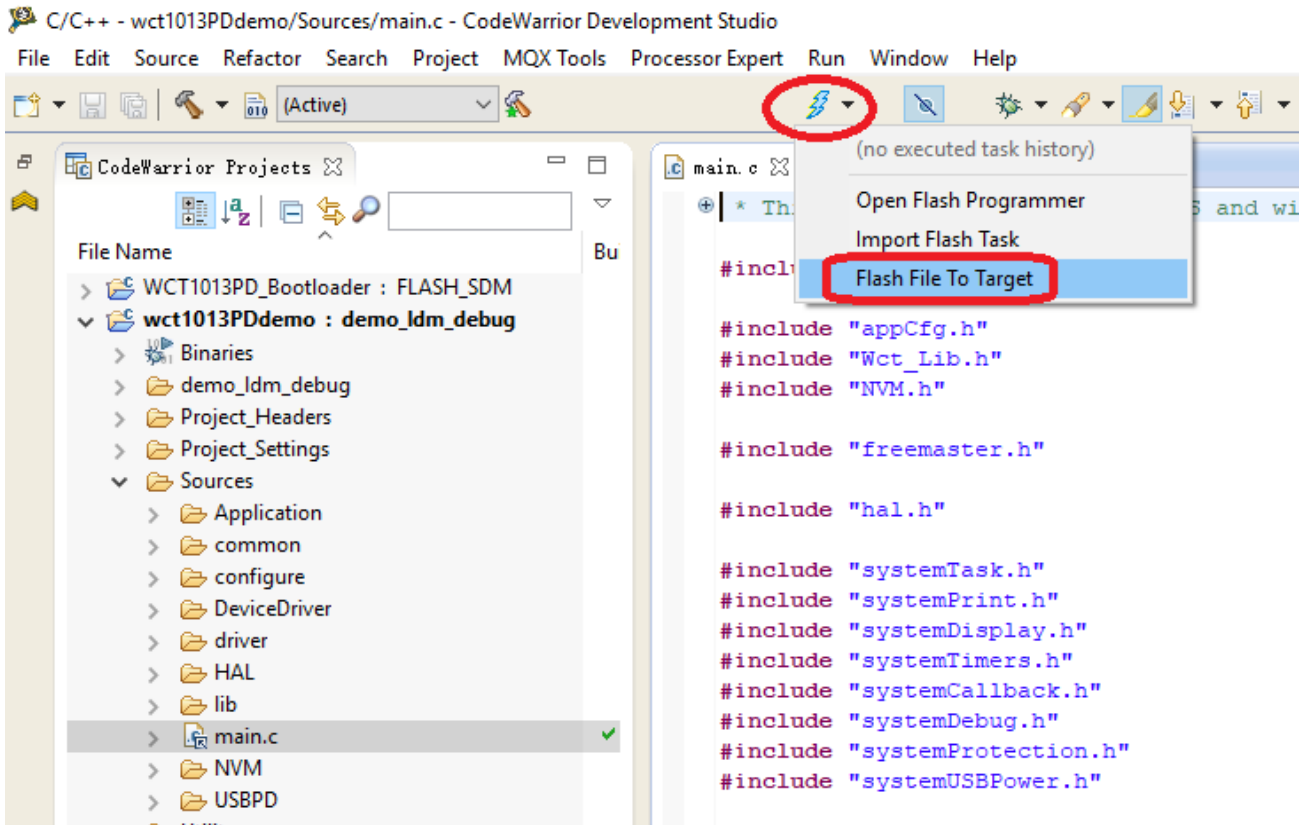 C/C++ - wct1013PDdemo/Sources/main.c - CodeWarrior Development Studio
File Edit Source Refactor Search Project MQX Tools Processor Expert Run Window Help
010 (Active)
(no executed task history)
Open Flash Programmer
Import Flash Task
Flash File To Target
CodeWarrior Projects
File Name Bu
WCT1013PD_Bootloader : FLASH_SDM
wct1013PDdemo : demo_ldm_debug
Binaries
demo_ldm_debug
Project_Headers
Project_Settings
Sources
Application
common
configure
DeviceDriver
driver
HAL
lib
main.c
NVM
USBPD
main.c
* Th S and wi
#incl
#include "appCfg.h"
#include "Wct_Lib.h"
#include "NVM.h"
#include "freemaster.h"
#include "hal.h"
#include "systemTask.h"
#include "systemPrint.h"
#include "systemDisplay.h"
#include "systemTimers.h"
#include "systemCallback.h"
#include "systemDebug.h"
#include "systemProtection.h"
#include "systemUSBPower.h"